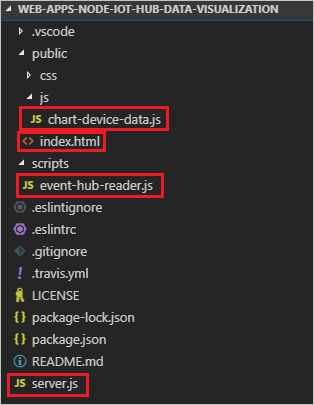 WEB-APPS-NODE-IOT-HUB-DATA-VISUALIZATION
.vscode
public
css
js
JS chart-device-data.js
<> index.html
scripts
JS event-hub-reader.js
.eslintignore
.eslintrc
.gitignore
! .travis.yml
LICENSE
{} package-lock.json
{} package.json
README.md
JS server.js